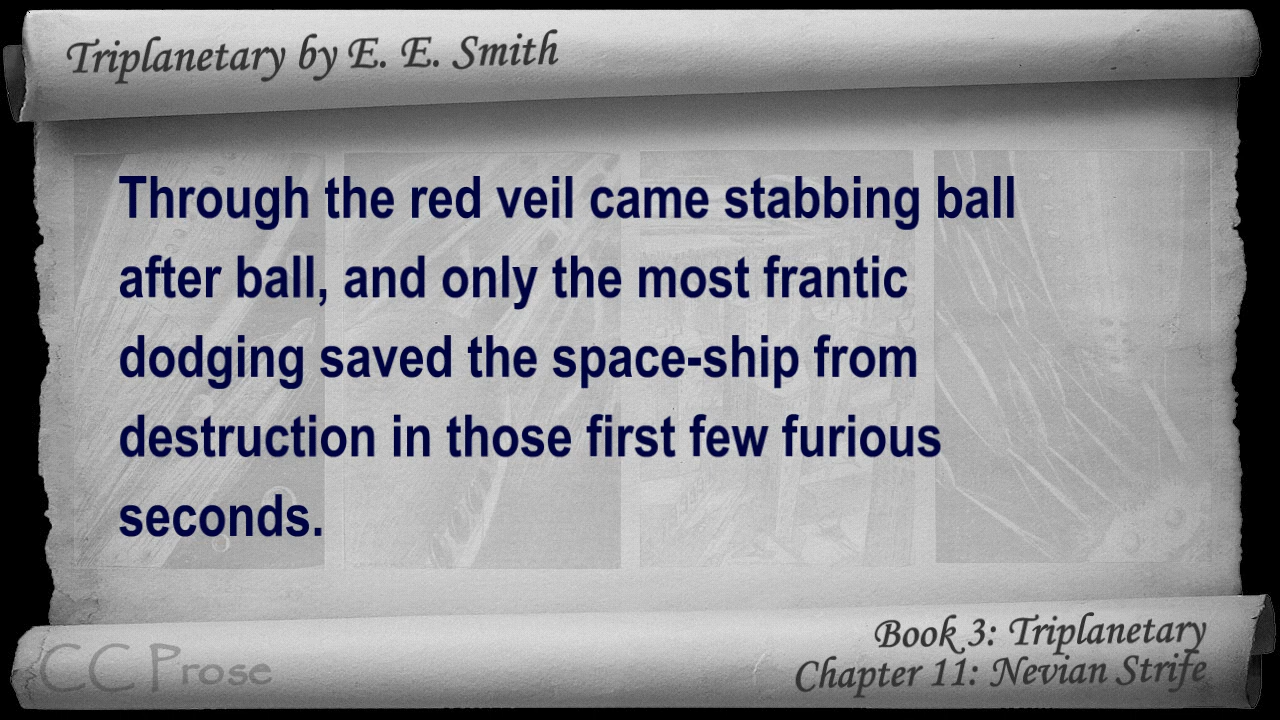 Triplanetary by E. E. Smith
Through the red veil came stabbing ball
after ball, and only the most frantic
dodging saved the space-ship from
destruction in those first few furious
seconds.
Book 3: Triplanetary
Chapter 11: Nevian Strife
CC Prose